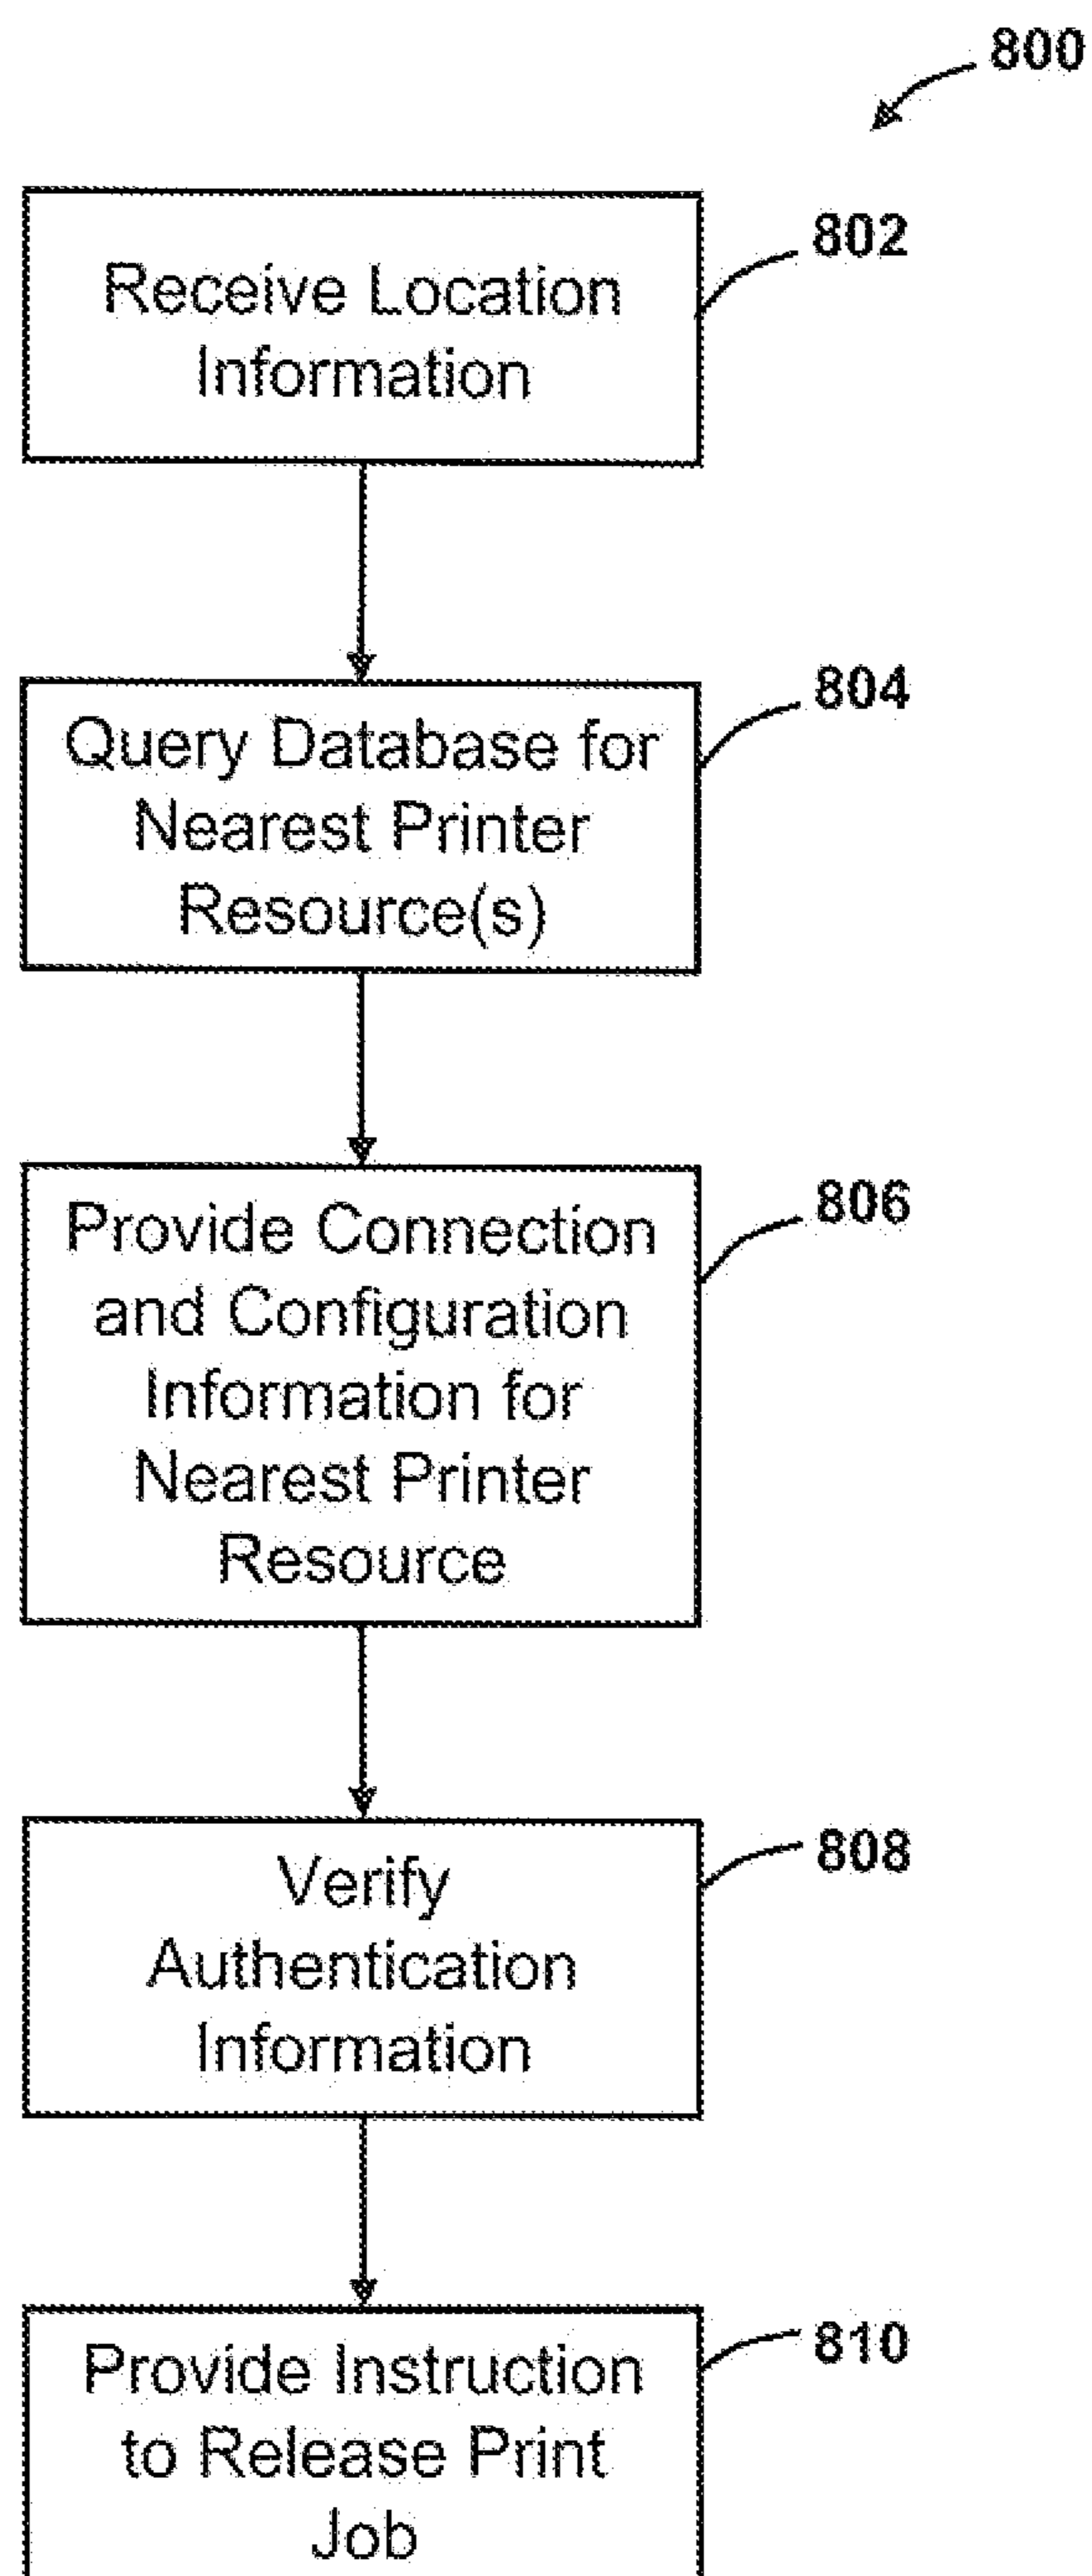 800
802
Receive Location
Information
804
Query Database for
Nearest Printer
Resource(s)
806
Provide Connection
and Configuration
Information for
Nearest Printer
Resource
808
Verify
Authentication
Information
810
Provide Instruction
to Release Print
Job